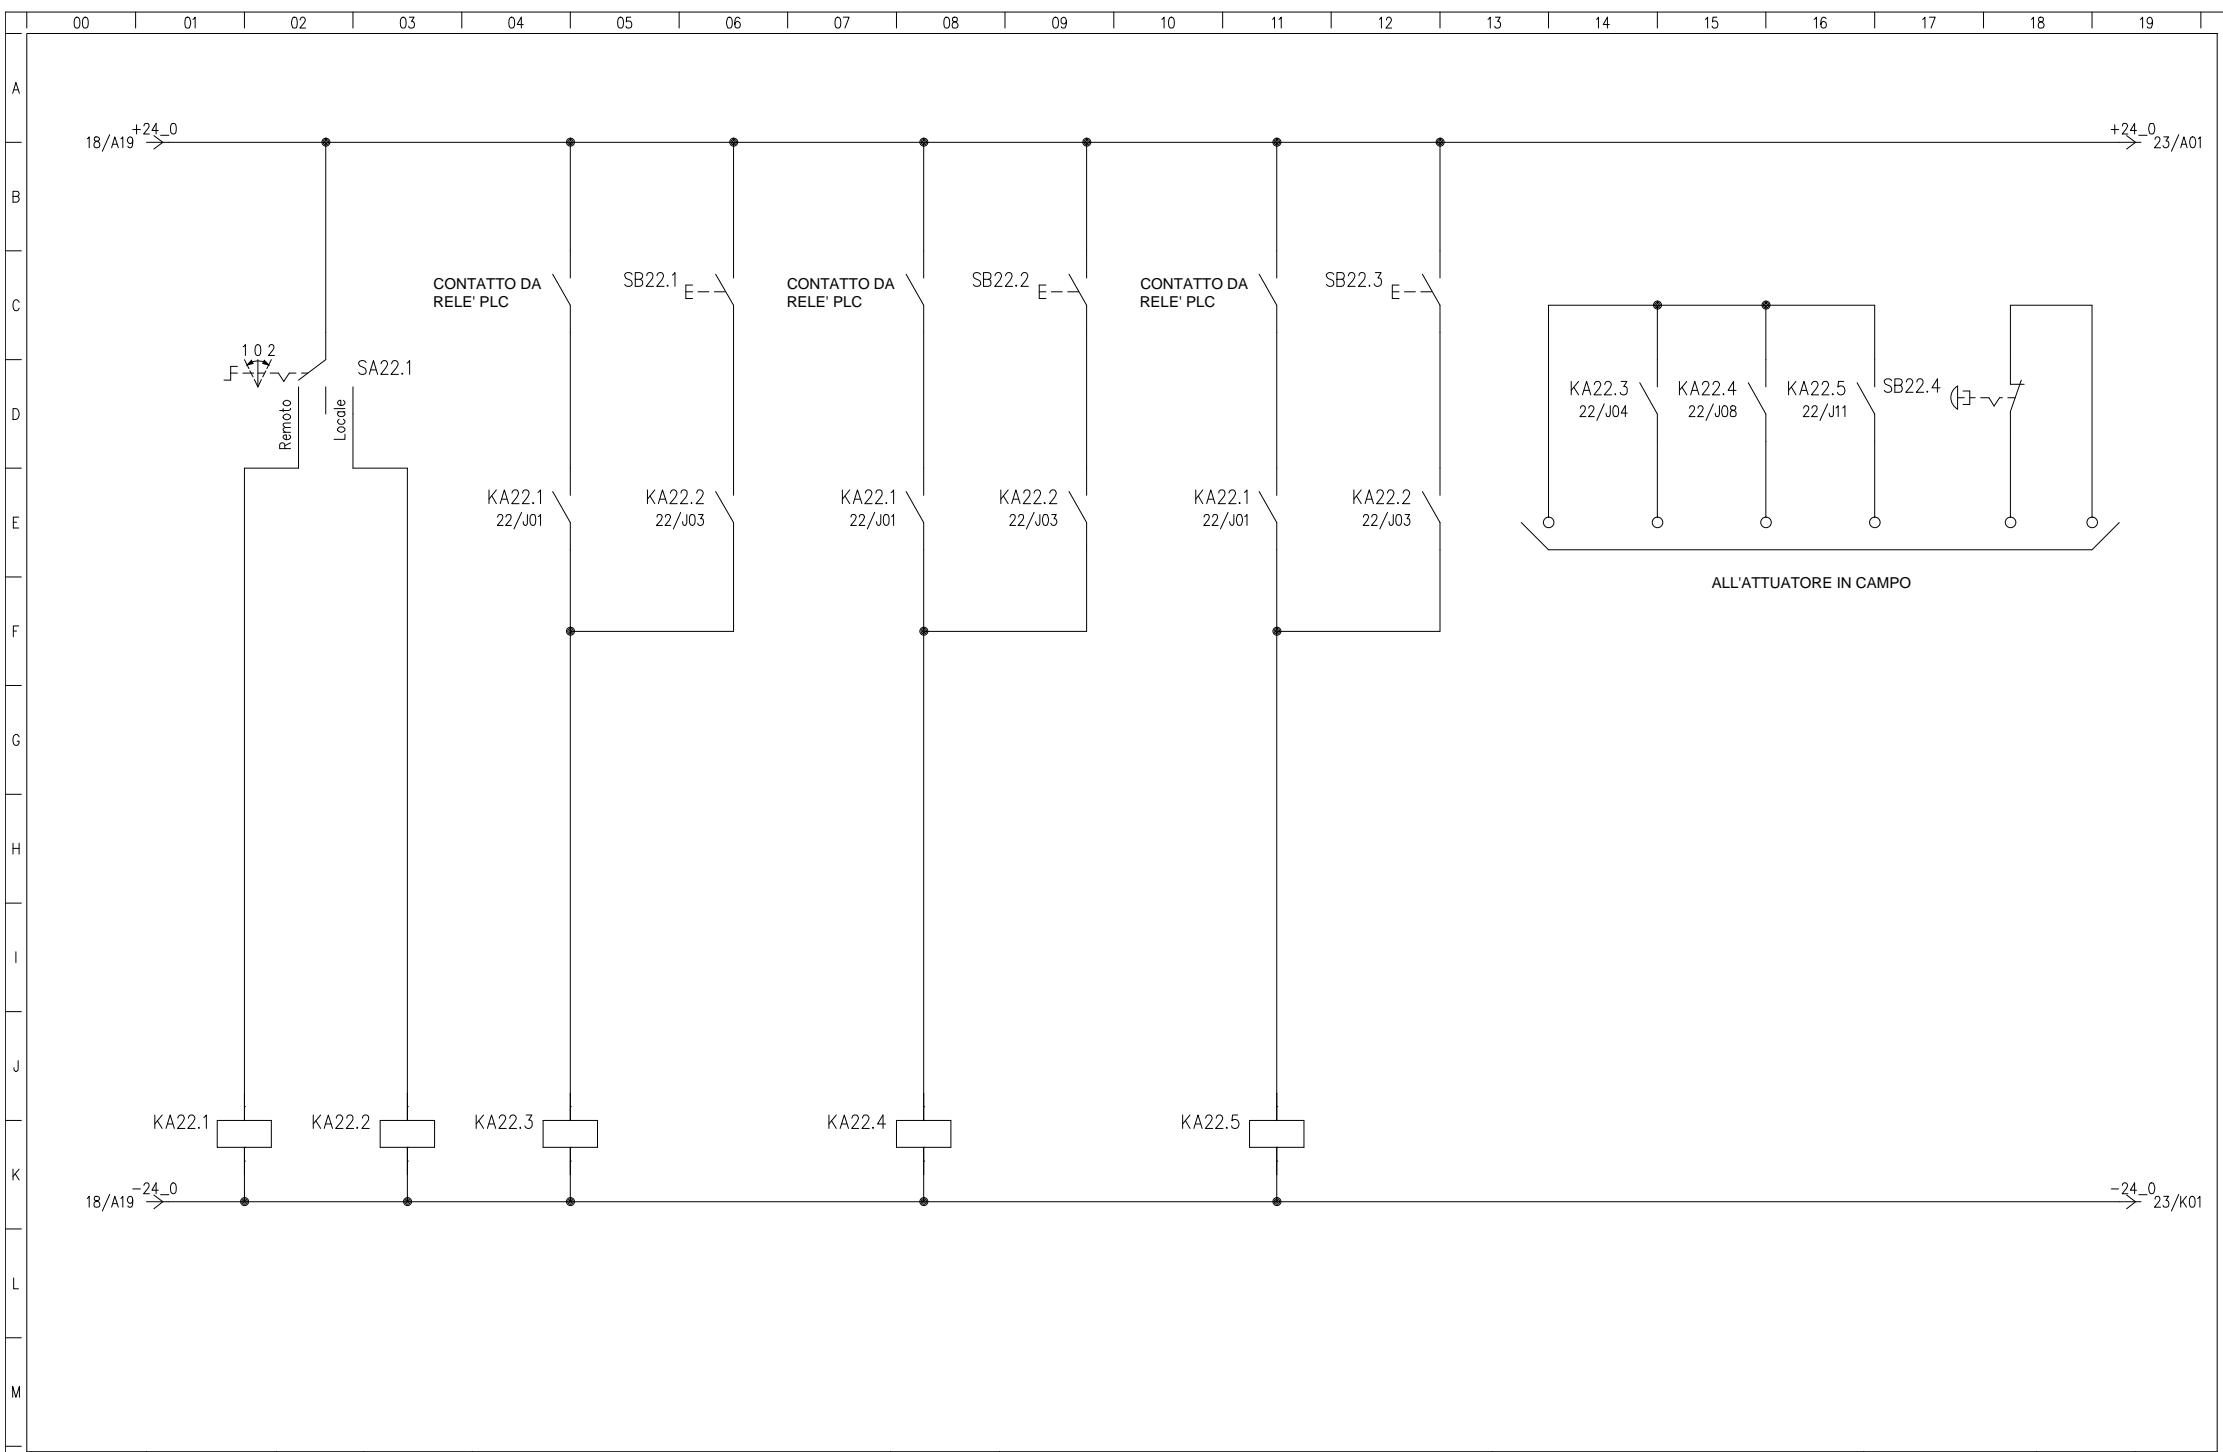 00 01 02 03 04 05 06 07 08 09 10 11 12 13 14 15 16 17 18 19
A
+24_0 +24_0
18/A19 23/A01
B
SB22.1 SB22.2 SB22.3
CONTATTO DA CONTATTO DA CONTATTO DA
RELE' PLC RELE' PLC RELE' PLC
C
1 0 2
SA22.1
KA22.3 KA22.4 KA22.5 SB22.4
22/J04 22/J08 22/J11
D
Remoto
Locale
KA22.1 KA22.2 KA22.1 KA22.2 KA22.1 KA22.2
22/J01 22/J03 22/J01 22/J03 22/J01 22/J03
E
ALL'ATTUATORE IN CAMPO
F
G
H
I
J
KA22.1 KA22.2 KA22.3 KA22.4 KA22.5
K
-24_0 -24_0
18/A19 23/K01
L
M